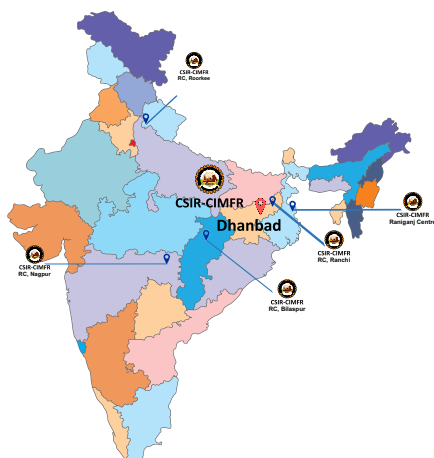 CSIR-CIMFR
RC, Roorkee
CSIR-CIMFR
Dhanbad
CSIR-CIMFR
Raniganj Centr
CSIR-CIMFR
RC, Ranchi
CSIR-CIMFR
RC, Nagpur
CSIR-CIMFR
RC, Bilaspur